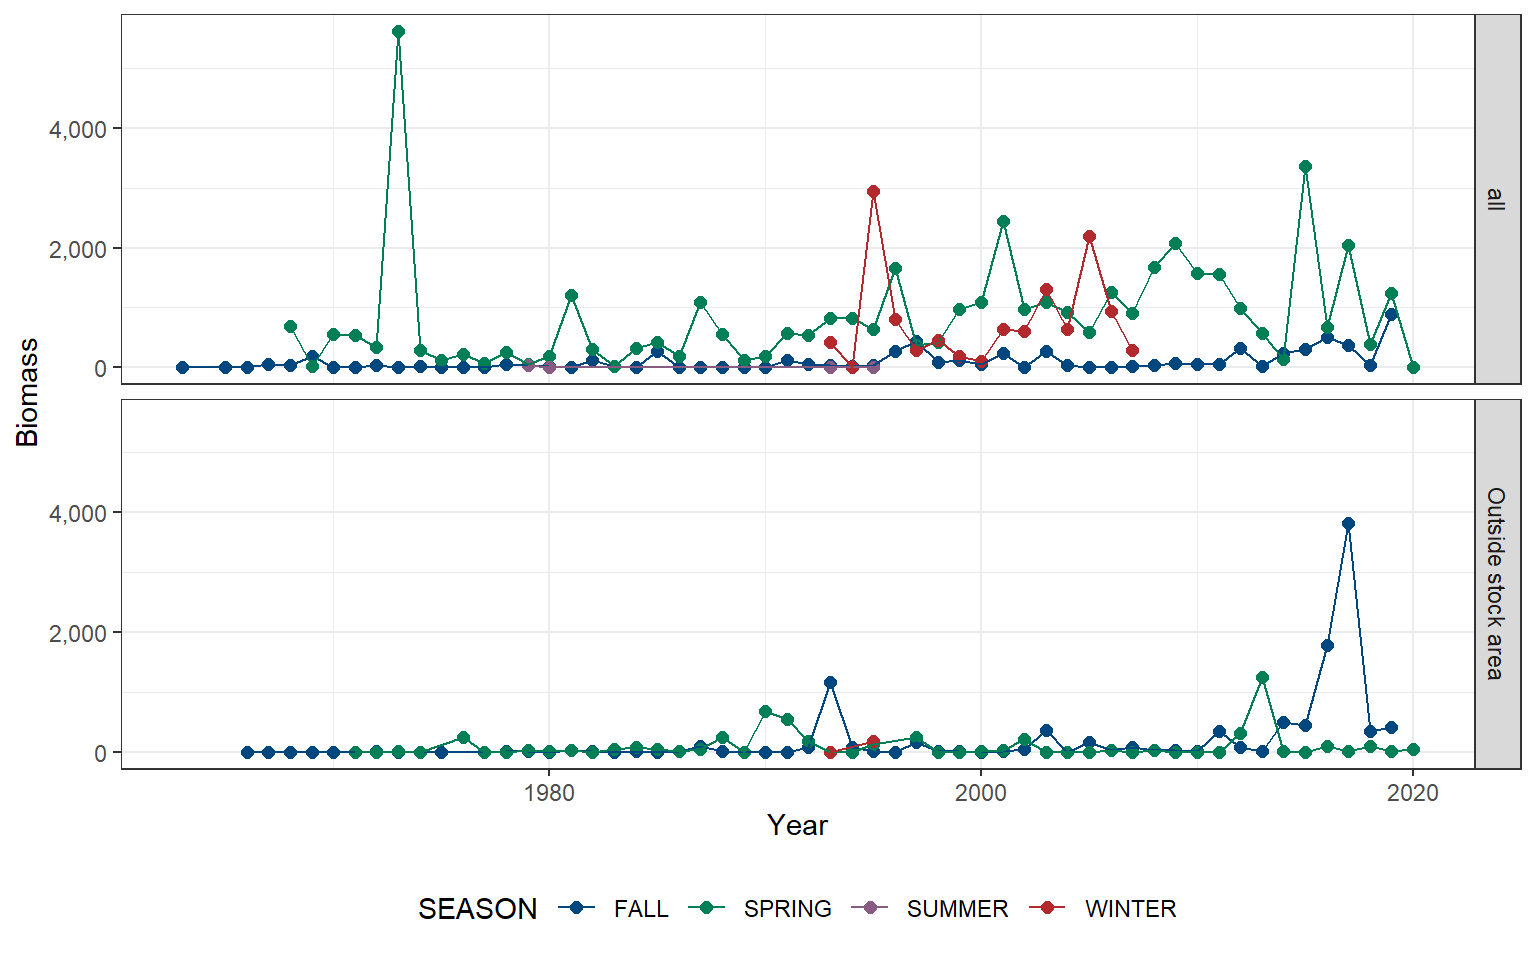 Biomass
4,000
2,000
0
all
4,000
2,000
0
Outside stock area
1980
2000
2020
Year
SEASON FALL SPRING SUMMER WINTER